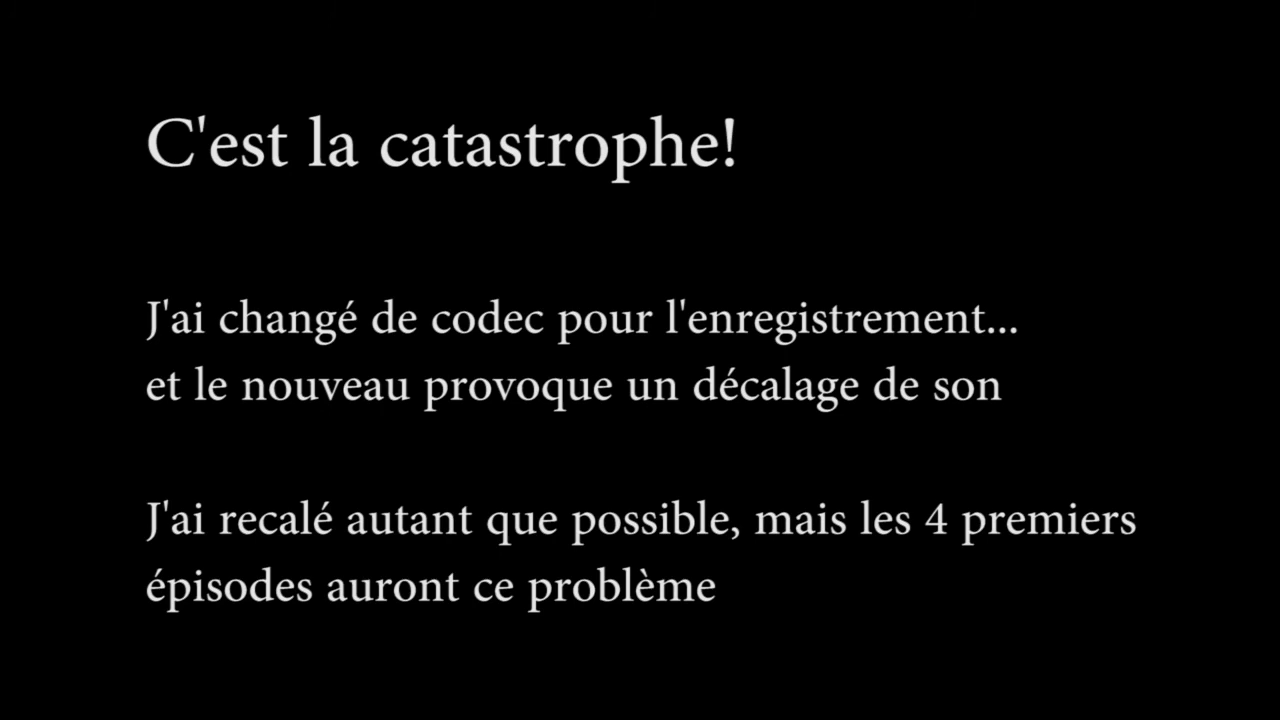 C'est la catastrophe!
J'ai changé de codec pour l'enregistrement...
et le nouveau provoque un décalage de son
J'ai recalé autant que possible, mais les 4 premiers
épisodes auront ce problème